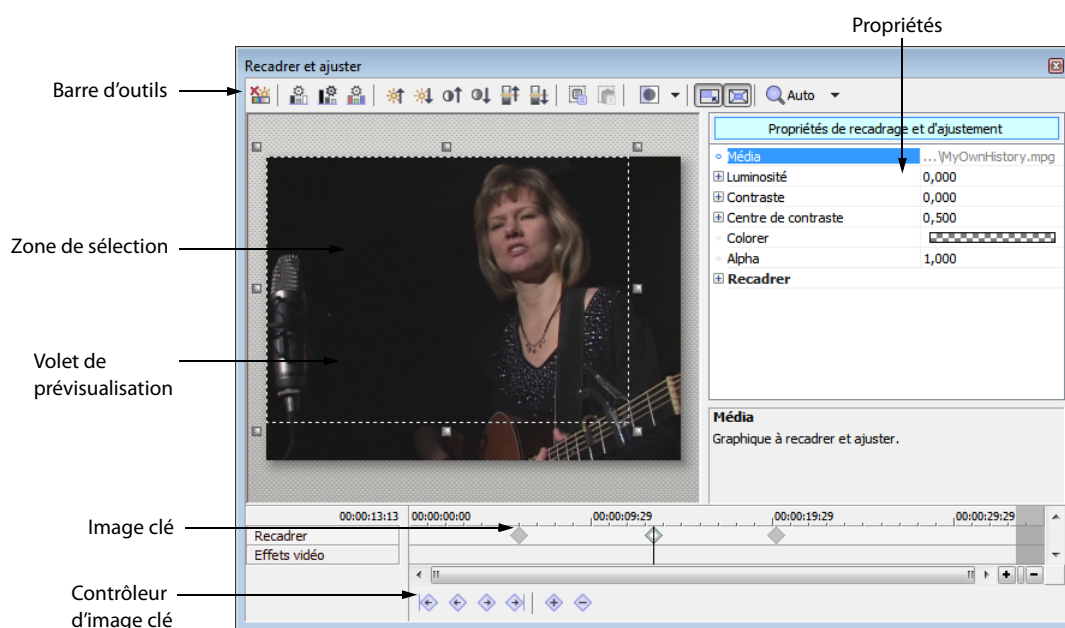 Propriétés
Recadrer et ajuster
Barre d'outils
Auto
Propriétés de recadrage et d'ajustement
Média ...\MyOwnHistory.mpg
Luminosité 0,000
Contraste 0,000
Centre de contraste 0,500
Colorer
Alpha 1,000
Recadrer
Zone de sélection
Volet de
prévisualisation
Média
Graphique à recadrer et ajuster.
00:00:13:13 00:00:00:00 00:00:09:29 00:00:19:29 00:00:29:29
Image clé
Recadrer
Effets vidéo
Contrôleur
d'image clé